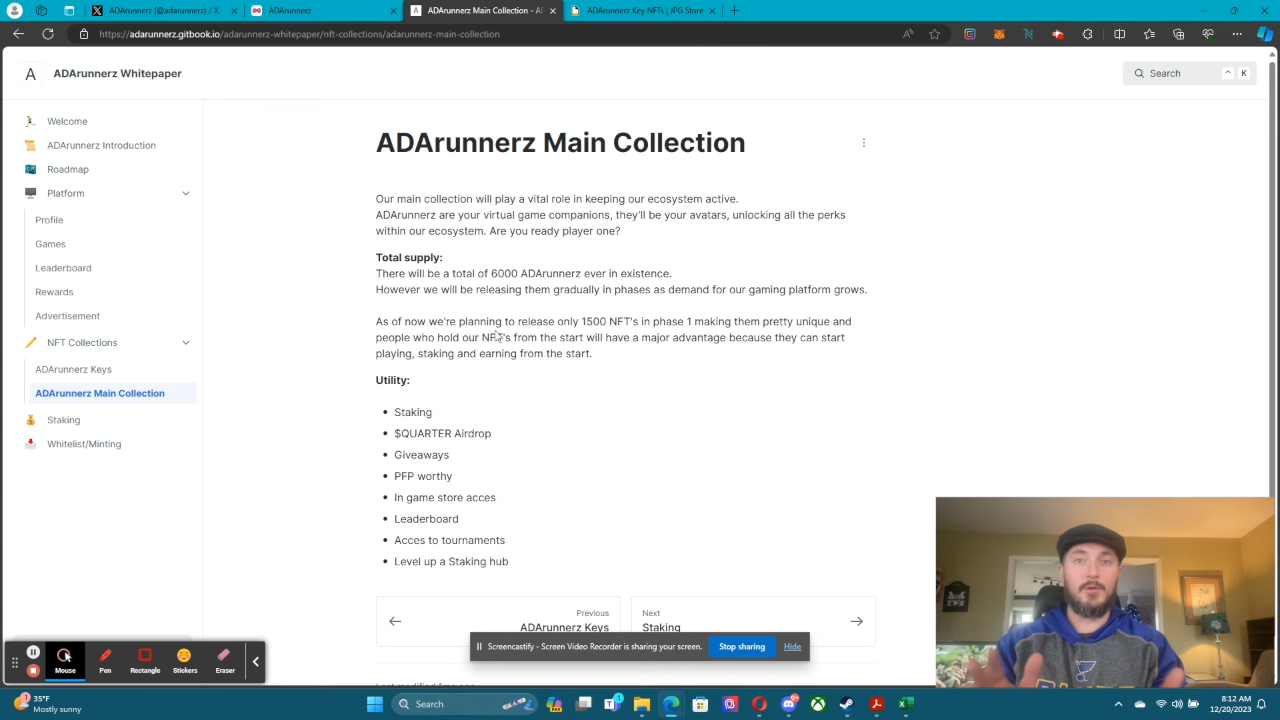 ADArunnerz (@adarunnerz) / X
ADArunnerz
ADArunnerz Main Collection - AD
ADArunnerz Key NFTs | JPG Store
https://adarunnerz.gitbook.io/adarunnerz-whitepaper/nft-collections/adarunnerz-main-collection
A
ADArunnerz Whitepaper
Search
^ K
Welcome
ADArunnerz Introduction
Roadmap
Platform
Profile
Games
Leaderboard
Rewards
Advertisement
NFT Collections
ADArunnerz Keys
ADArunnerz Main Collection
Staking
Whitelist/Minting
ADArunnerz Main Collection
Our main collection will play a vital role in keeping our ecosystem active.
ADArunnerz are your virtual game companions, they'll be your avatars, unlocking all the perks
within our ecosystem. Are you ready player one?
Total supply:
There will be a total of 6000 ADArunnerz ever in existence.
However we will be releasing them gradually in phases as demand for our gaming platform grows.
As of now we're planning to release only 1500 NFT's in phase 1 making them pretty unique and
people who hold our NFT's from the start will have a major advantage because they can start
playing, staking and earning from the start.
Utility:
• Staking
• $QUARTER Airdrop
• Giveaways
• PFP worthy
• In game store acces
• Leaderboard
• Acces to tournaments
• Level up a Staking hub
Previous
ADArunnerz Keys
Next
Staking
Screencastify - Screen Video Recorder is sharing your screen.
Stop sharing
Hide
Mouse
Pen
Rectangle
Stickers
Eraser
35°F
Mostly sunny
Search
8:12 AM
12/20/2023